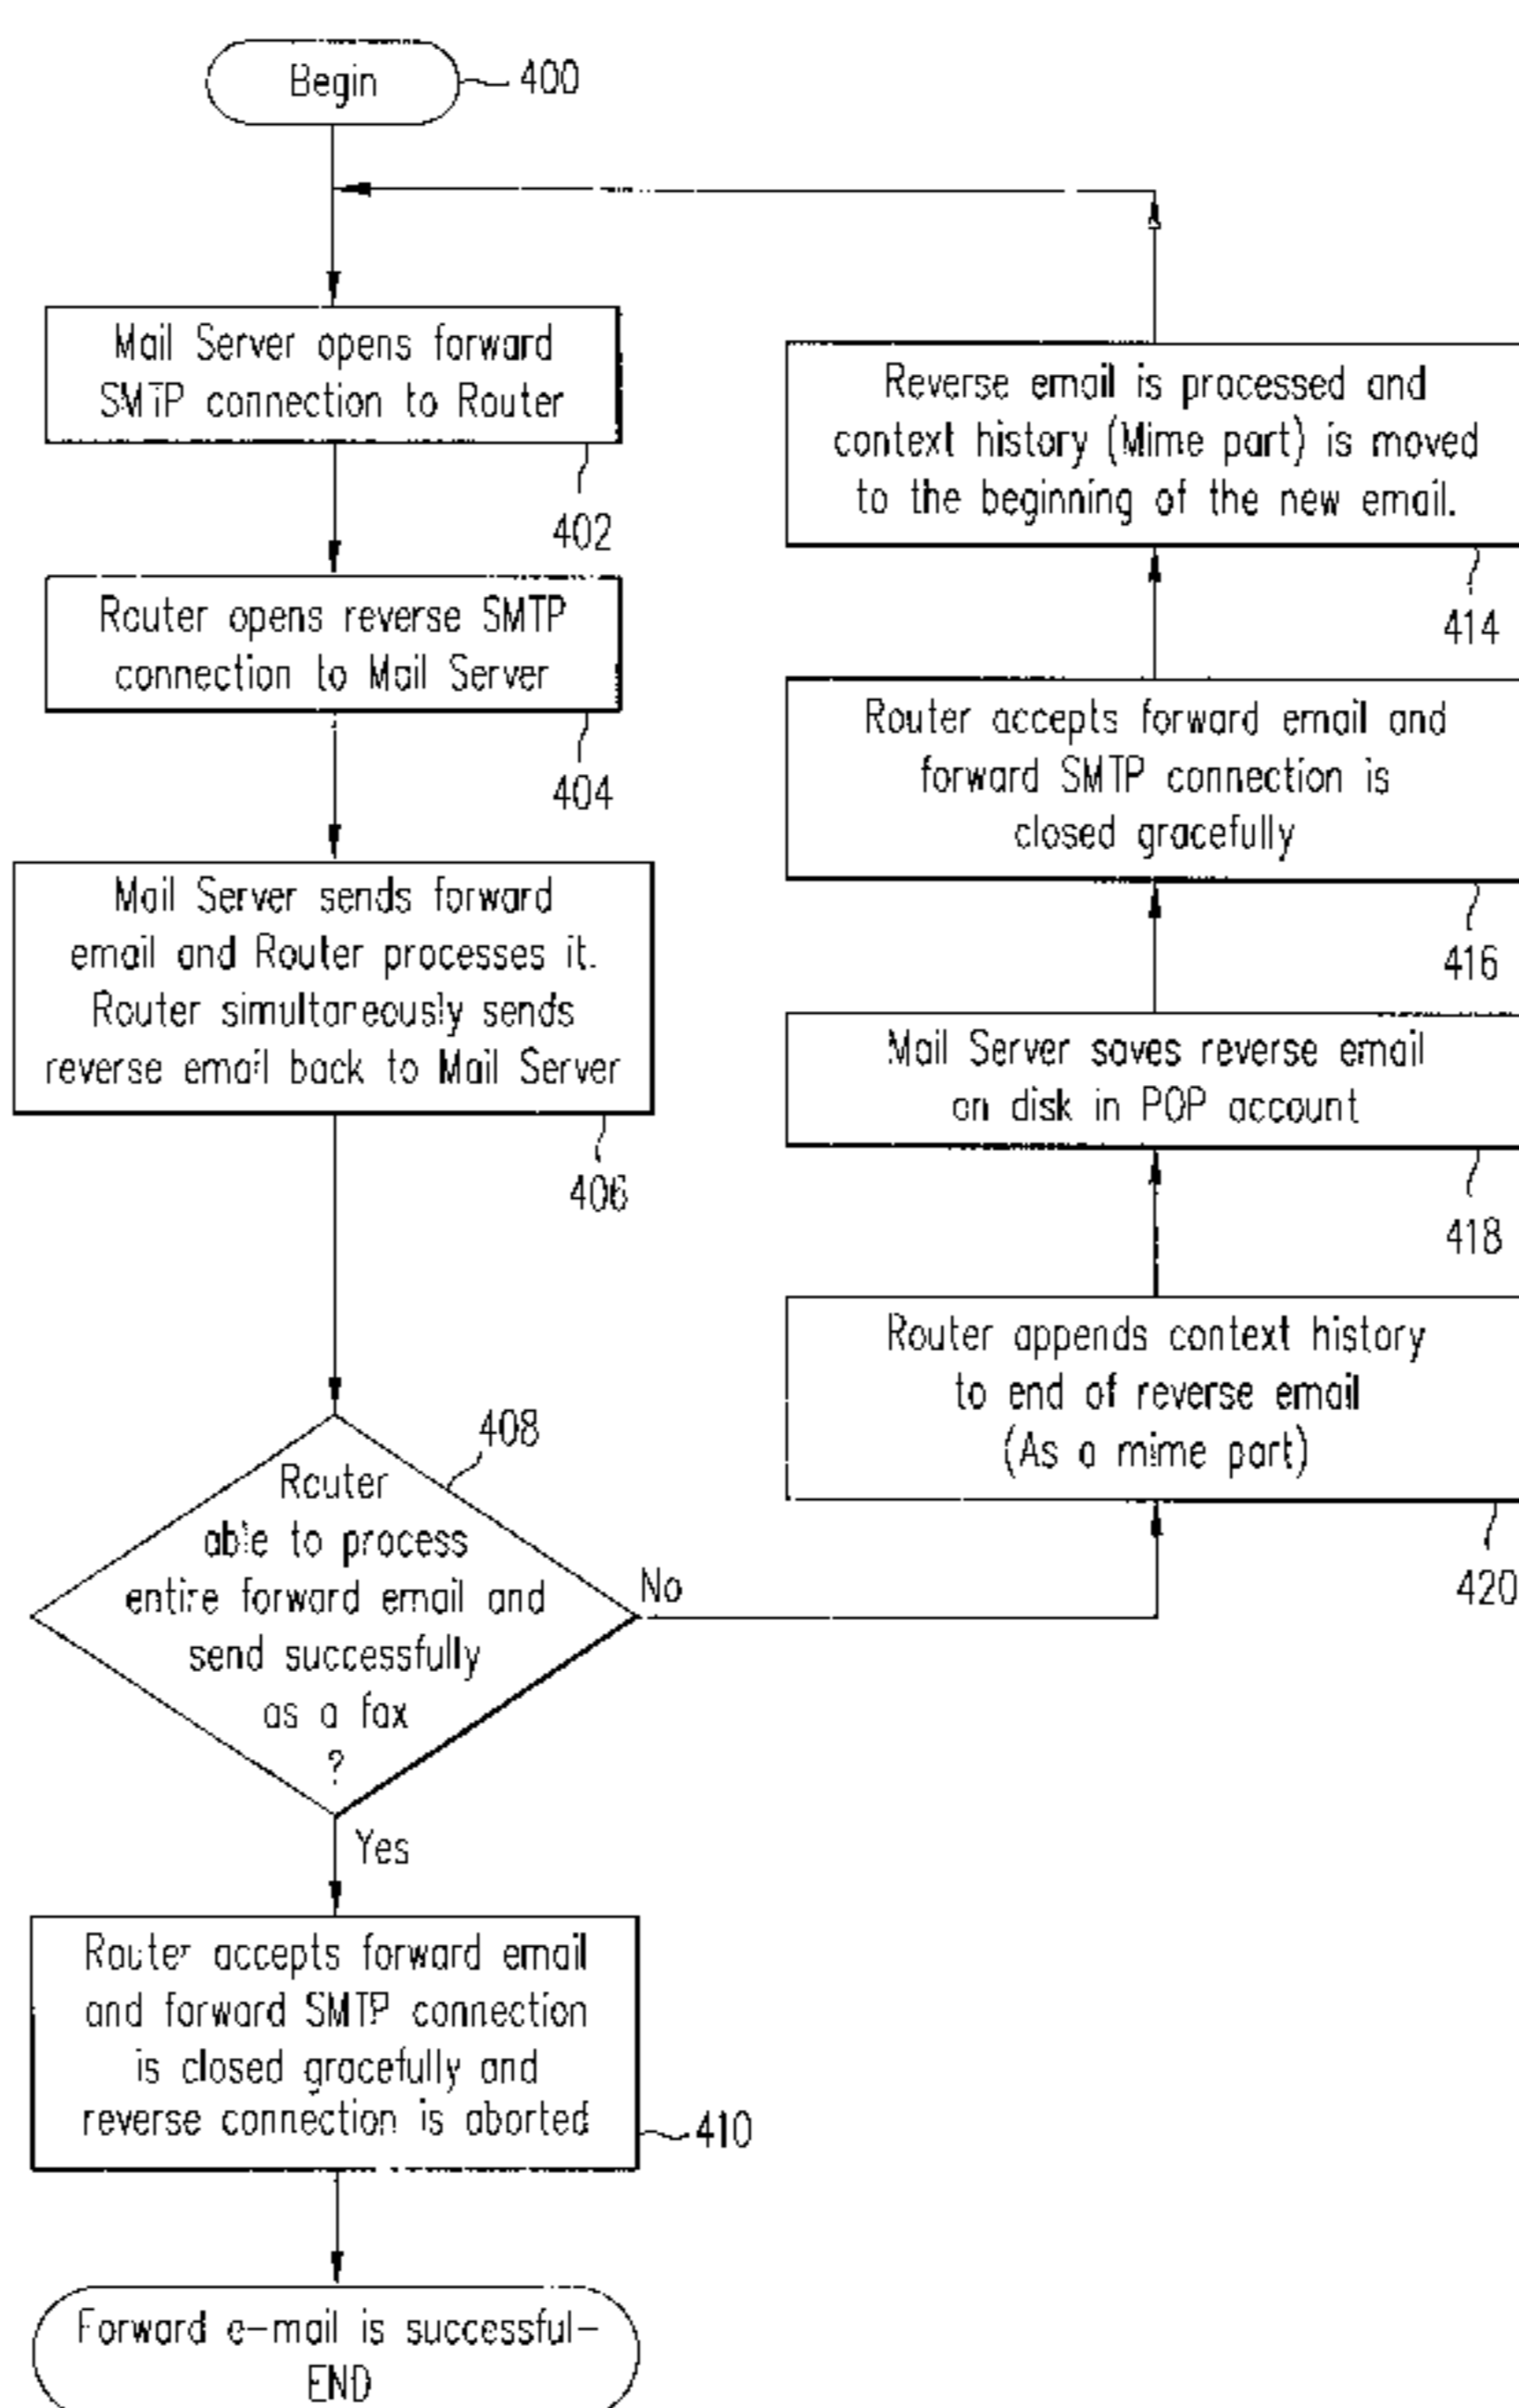 Begin
400
Mail Server opens forward
SMTP connection to Router
402
Router opens reverse SMTP
connection to Mail Server
404
Mail Server sends forward
email and Router processes it.
Router simultaneously sends
reverse email back to Mail Server
406
408
Router
able to process
entire forward email and
send successfully
as a fax
?
No
Yes
Router accepts forward email
and forward SMTP connection
is closed gracefully and
reverse connection is aborted
410
Forward e-mail is successful-
END
Reverse email is processed and
context history (Mime part) is moved
to the beginning of the new email.
414
Router accepts forward email and
forward SMTP connection is
closed gracefully
416
Mail Server saves reverse email
on disk in POP account
418
Router appends context history
to end of reverse email
(As a mime part)
420